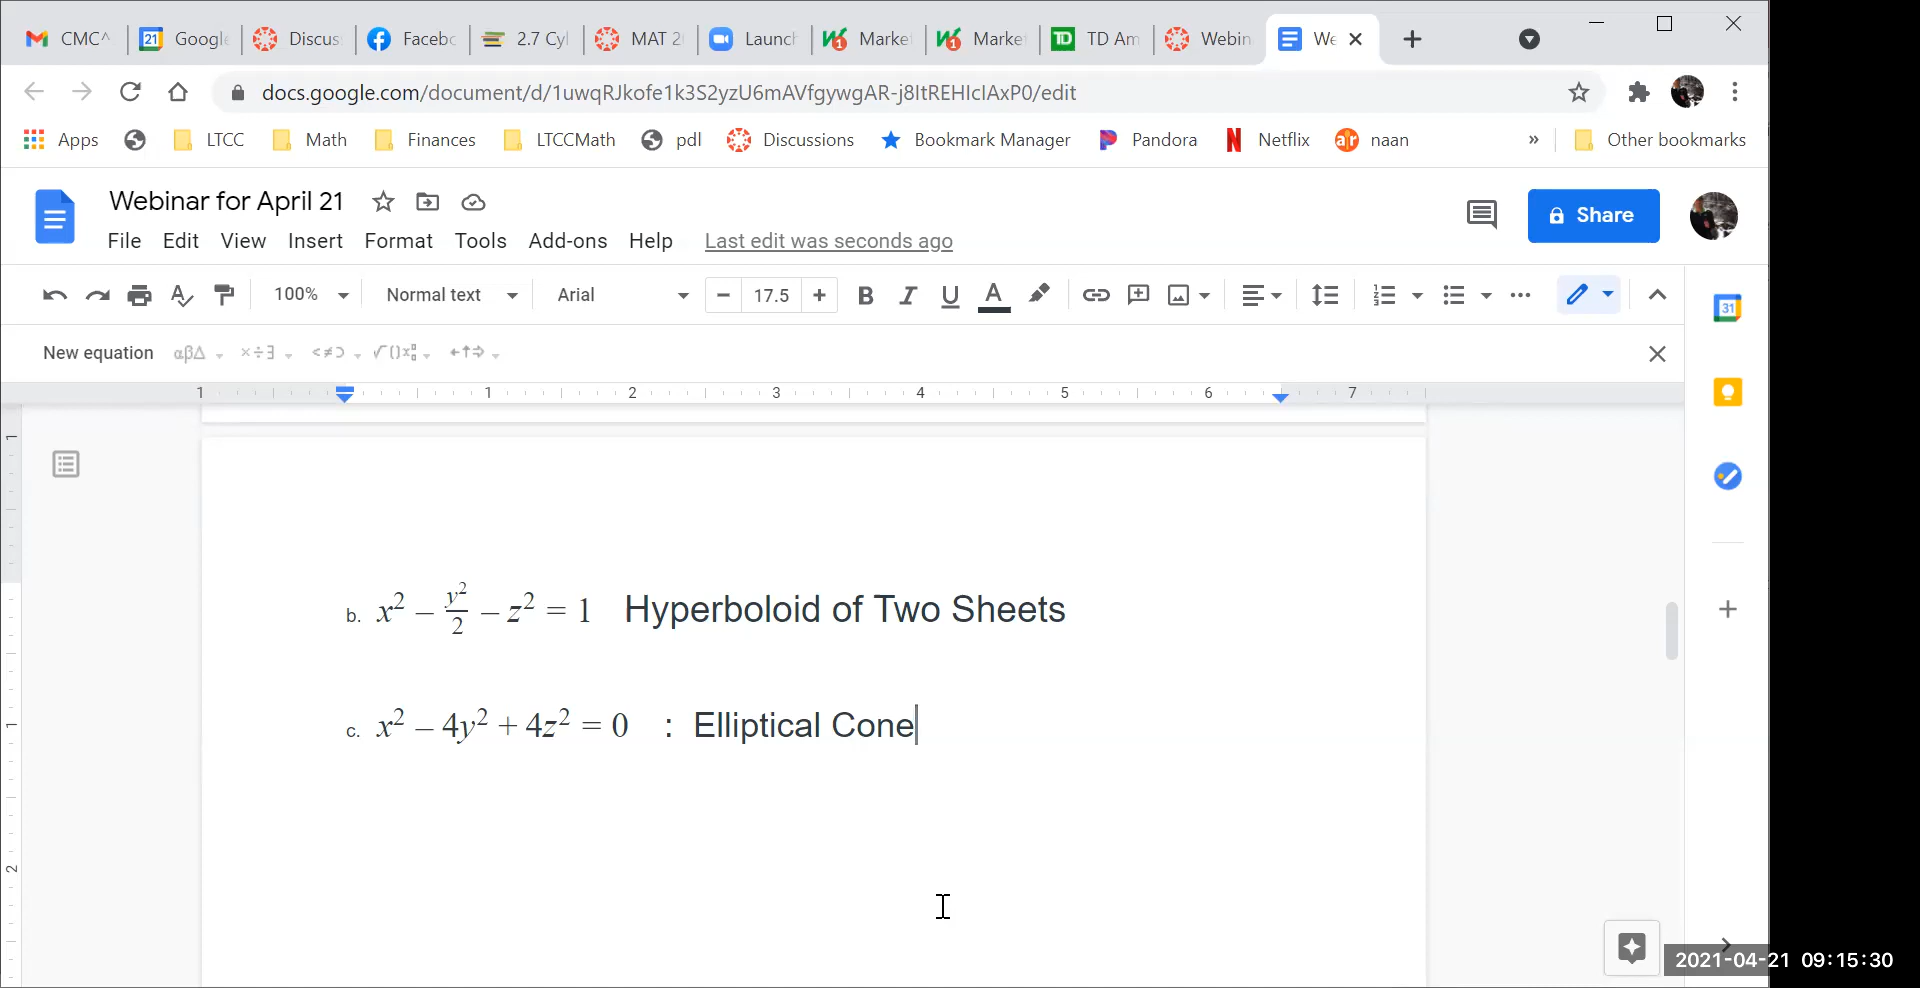 CMC^ Google Discus Facebo 2.7 Cyl MAT 2 Launch Marke Marke TD Am Webin We
docs.google.com/document/d/1uwqRJkofe1k3S2yzU6mAVfgywgAR-j8ItREHIcIAxP0/edit
Apps LTCC Math Finances LTCCMath pdl Discussions Bookmark Manager Pandora Netflix naan » Other bookmarks
Webinar for April 21
Share
File Edit View Insert Format Tools Add-ons Help Last edit was seconds ago
100% Normal text Arial − 17.5 + B I U A
New equation αβΔ ×÷∃ <≠⊃ √()x ←↑⇒
1 1 2 3 4 5 6 7
b. x² − y²/2 − z² = 1 Hyperboloid of Two Sheets
c. x² − 4y² + 4z² = 0 : Elliptical Cone
2021-04-21 09:15:30